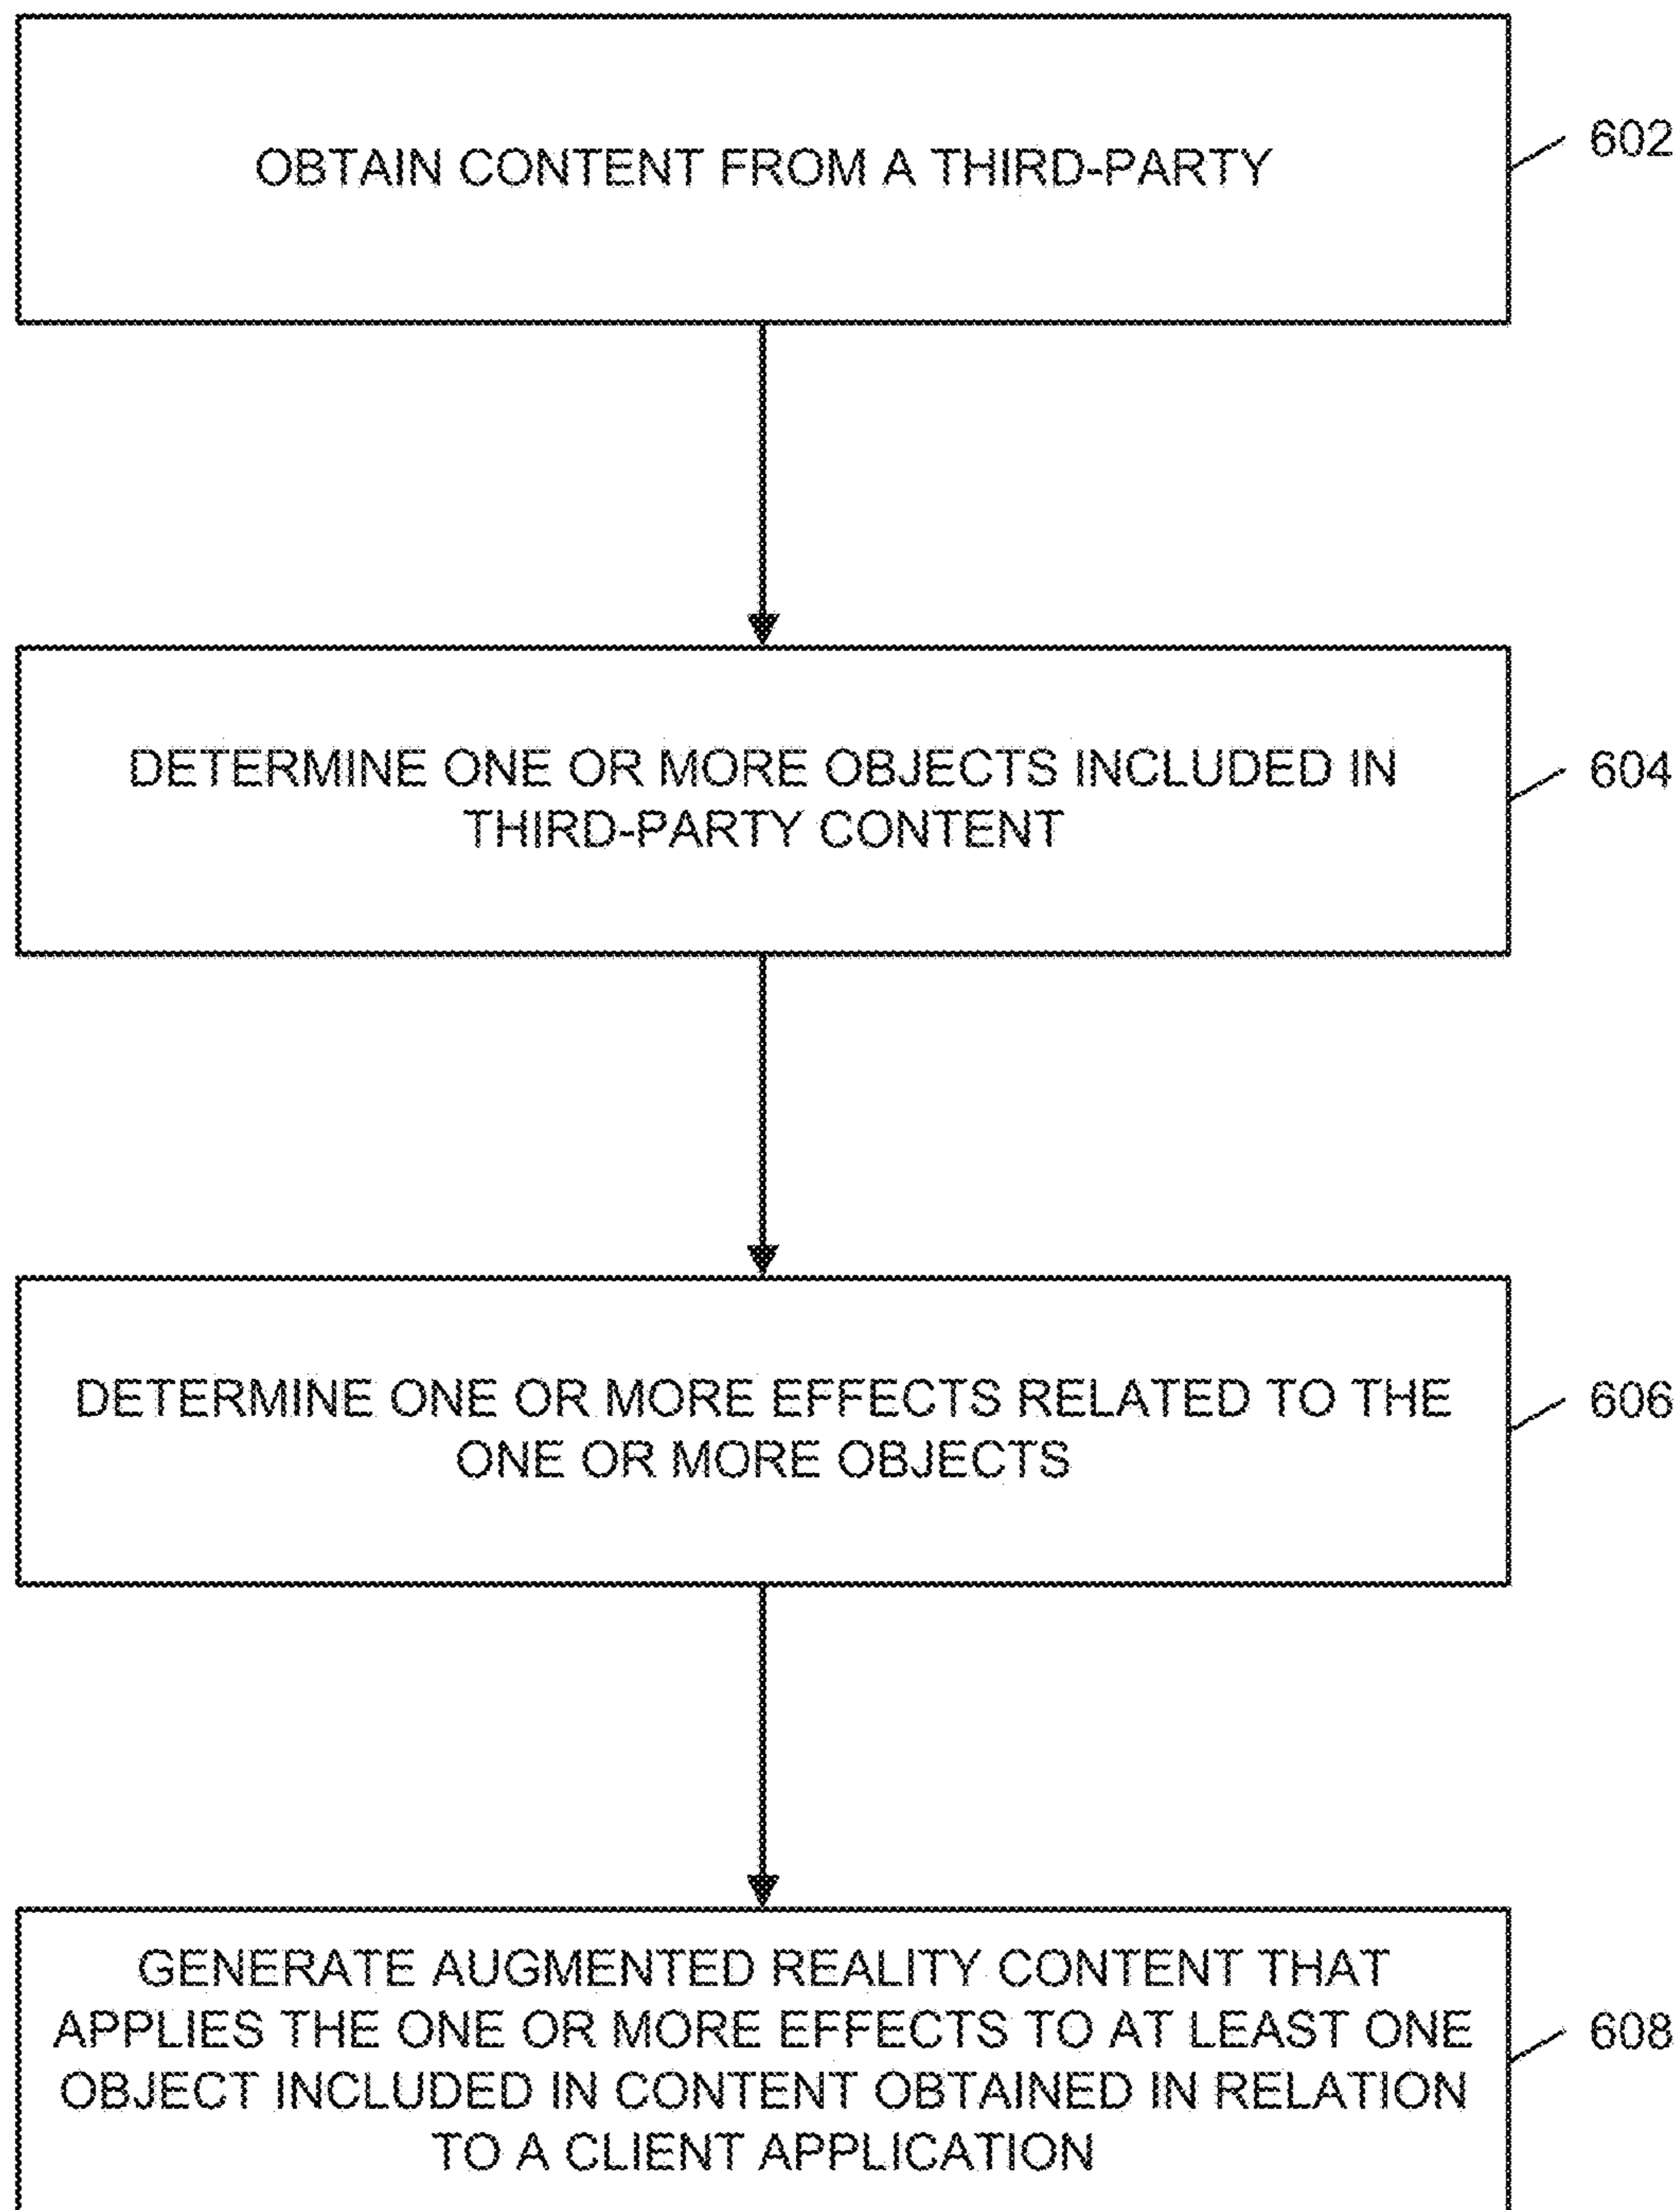 OBTAIN CONTENT FROM A THIRD-PARTY
602
DETERMINE ONE OR MORE OBJECTS INCLUDED IN
THIRD-PARTY CONTENT
604
DETERMINE ONE OR MORE EFFECTS RELATED TO THE
ONE OR MORE OBJECTS
606
GENERATE AUGMENTED REALITY CONTENT THAT
APPLIES THE ONE OR MORE EFFECTS TO AT LEAST ONE
OBJECT INCLUDED IN CONTENT OBTAINED IN RELATION
TO A CLIENT APPLICATION
608